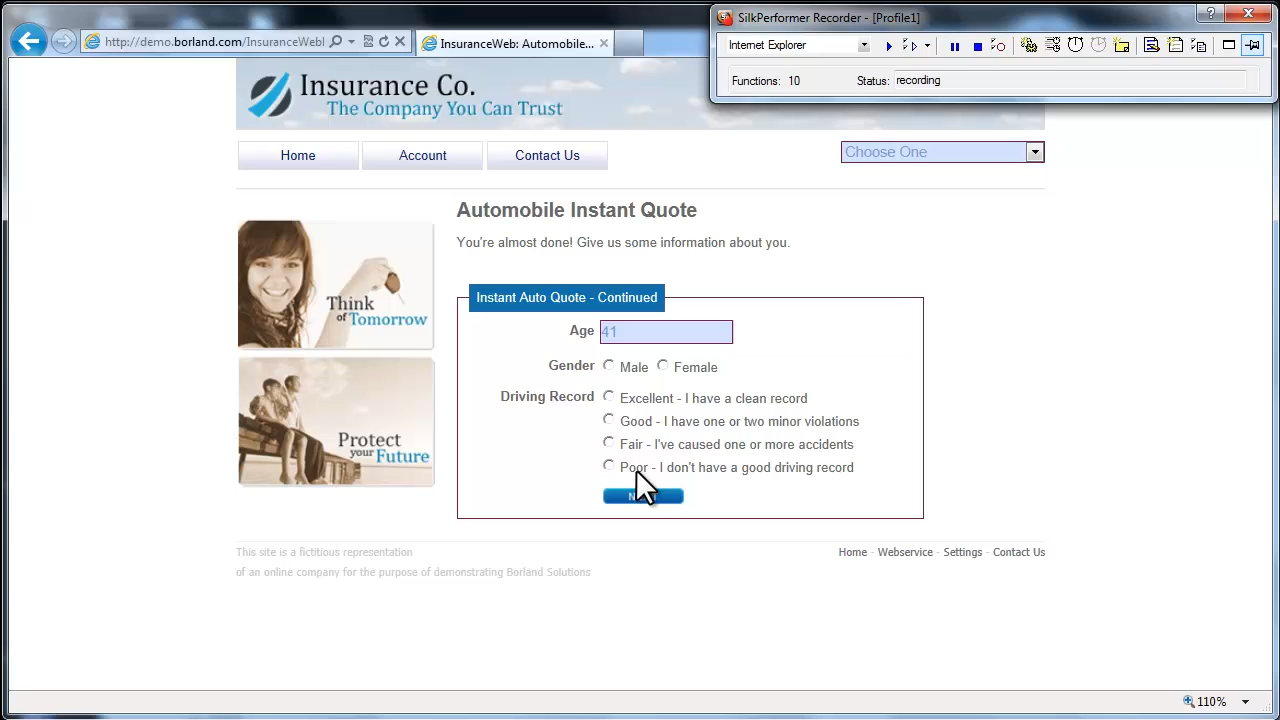 SilkPerformer Recorder - [Profile1]
http://demo.borland.com/InsuranceWebl
InsuranceWeb: Automobile...
Internet Explorer
Functions: 10
Status: recording
Insurance Co.
The Company You Can Trust
Home
Account
Contact Us
Choose One
Automobile Instant Quote
You're almost done! Give us some information about you.
Think
of Tomorrow
Protect
your Future
Instant Auto Quote - Continued
Age 41
Gender Male Female
Driving Record Excellent - I have a clean record
Good - I have one or two minor violations
Fair - I've caused one or more accidents
Poor - I don't have a good driving record
This site is a fictitious representation
of an online company for the purpose of demonstrating Borland Solutions
Home - Webservice - Settings - Contact Us
110%